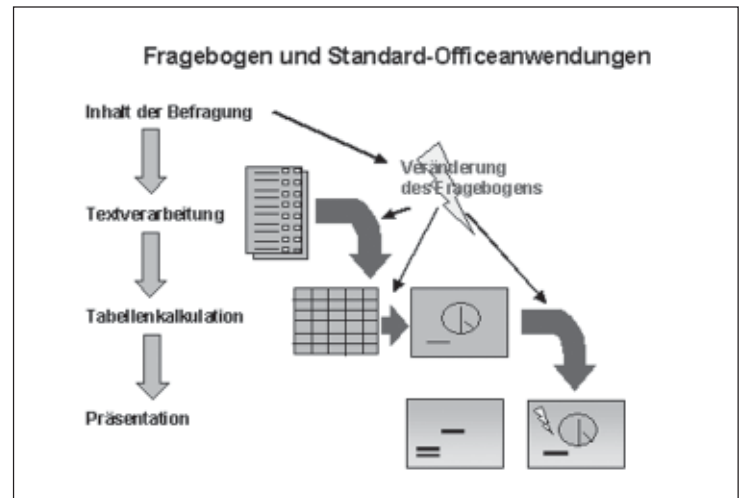 Fragebogen und Standard-Officeanwendungen
Inhalt der Befragung
Veränderung
des Fragebogens
Textverarbeitung
Tabellenkalkulation
Präsentation